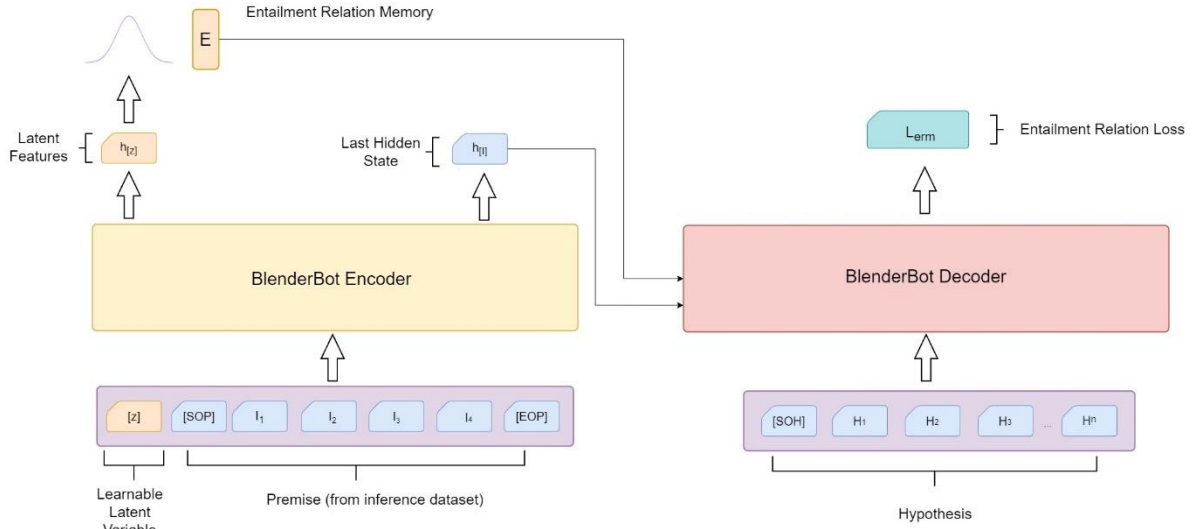 Entailment Relation Memory
E
Latent
Features
h[z]
Last Hidden
State
h[I]
Lerm
Entailment Relation Loss
BlenderBot Encoder
BlenderBot Decoder
[z] [SOP] I1 I2 I3 I4 [EOP]
[SOH] H1 H2 H3 ... Hn
Learnable
Latent
Variable
Premise (from inference dataset)
Hypothesis